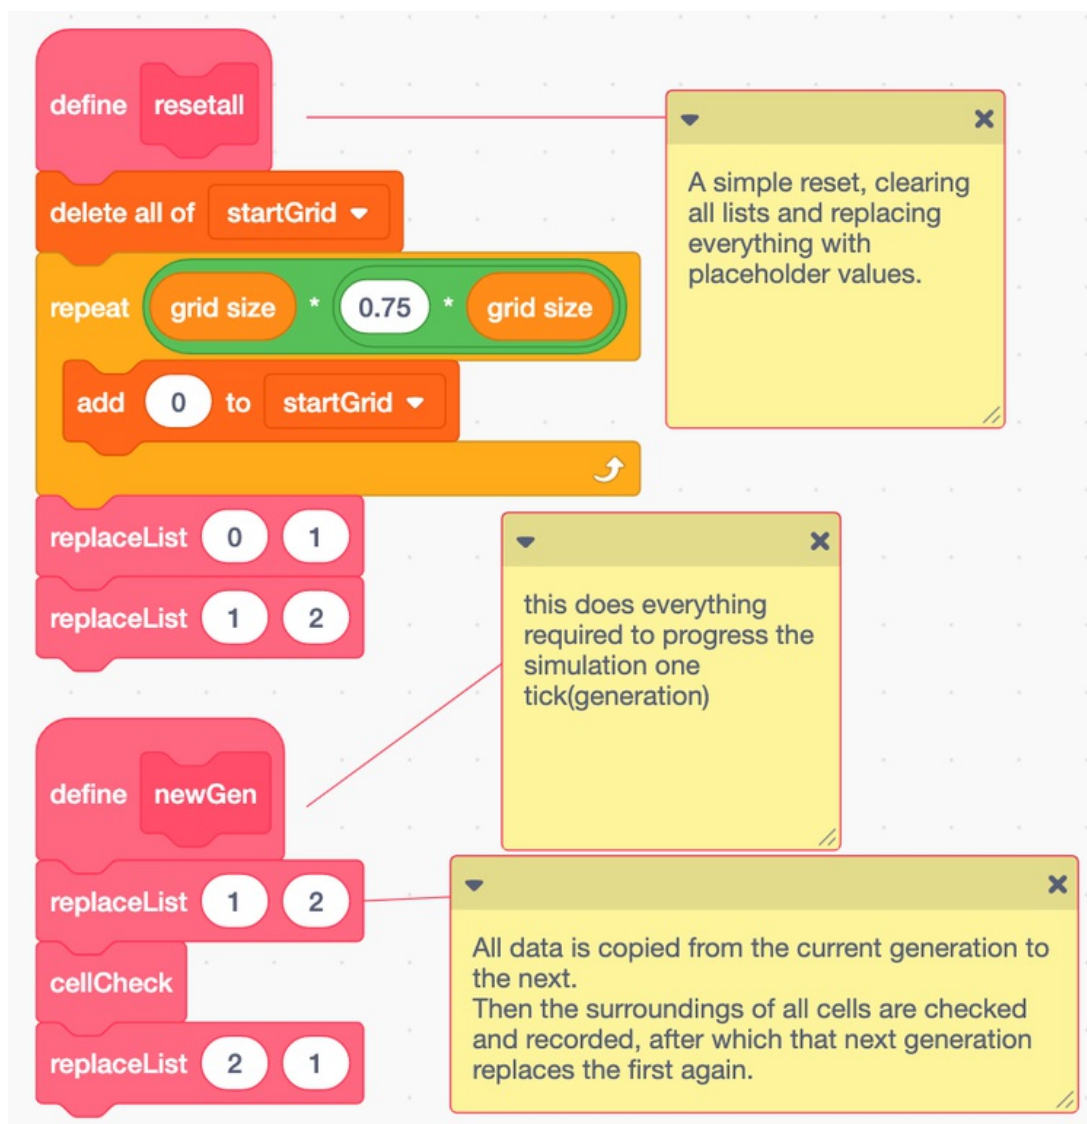 define resetall
delete all of startGrid
repeat grid size * 0.75 * grid size
add 0 to startGrid
replaceList 0 1
replaceList 1 2
A simple reset, clearing
all lists and replacing
everything with
placeholder values.
this does everything
required to progress the
simulation one
tick(generation)
define newGen
replaceList 1 2
cellCheck
replaceList 2 1
All data is copied from the current generation to
the next.
Then the surroundings of all cells are checked
and recorded, after which that next generation
replaces the first again.